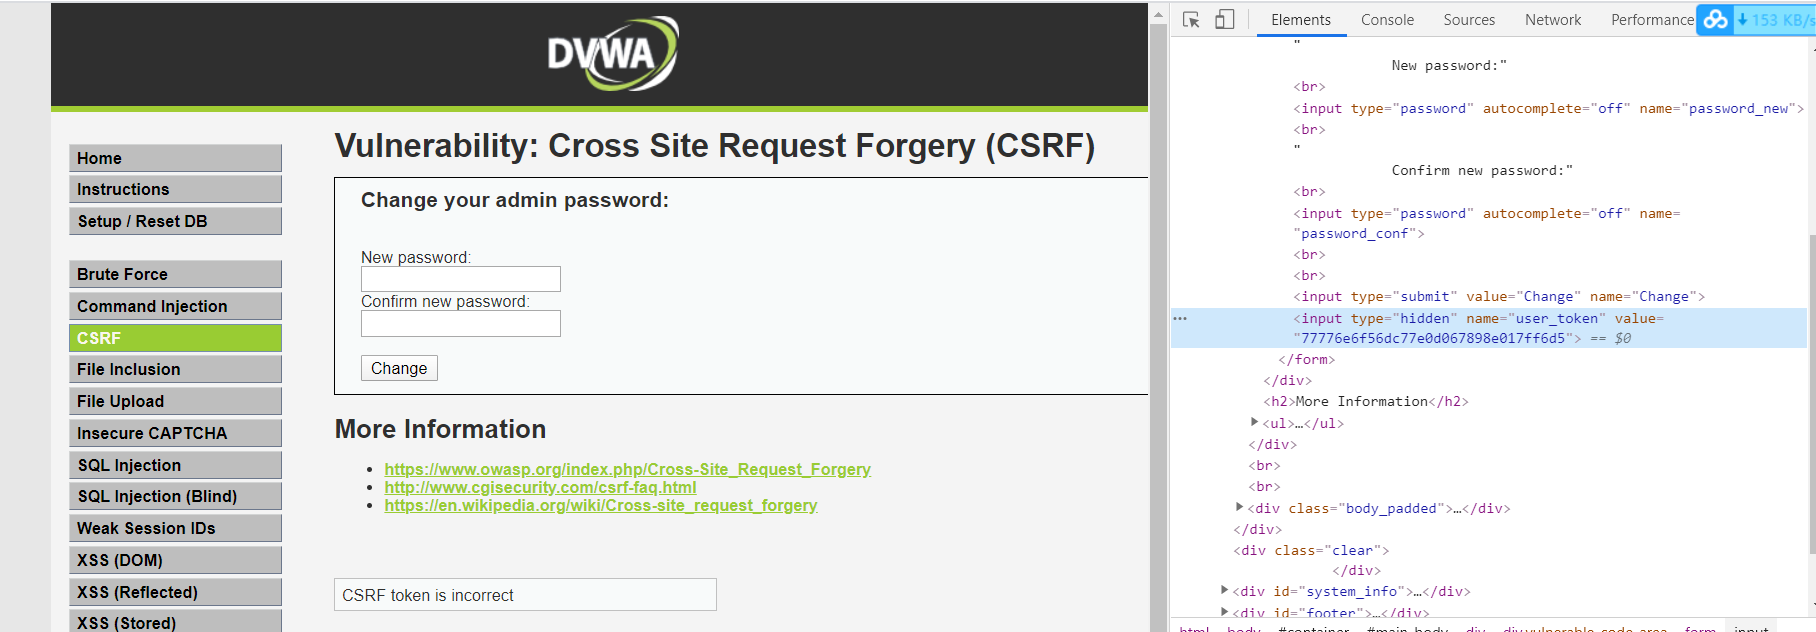 DVWA
Home
Instructions
Setup / Reset DB
Brute Force
Command Injection
CSRF
File Inclusion
File Upload
Insecure CAPTCHA
SQL Injection
SQL Injection (Blind)
Weak Session IDs
XSS (DOM)
XSS (Reflected)
XSS (Stored)
Vulnerability: Cross Site Request Forgery (CSRF)
Change your admin password:
New password:
Confirm new password:
Change
More Information
https://www.owasp.org/index.php/Cross-Site_Request_Forgery
http://www.cgisecurity.com/csrf-faq.html
https://en.wikipedia.org/wiki/Cross-site_request_forgery
CSRF token is incorrect
Elements Console Sources Network Performance
153 KB/s
"
New password:"
<br>
<input type="password" autocomplete="off" name="password_new">
<br>
"
Confirm new password:"
<br>
<input type="password" autocomplete="off" name=
"password_conf">
<br>
<br>
<input type="submit" value="Change" name="Change">
<input type="hidden" name="user_token" value=
"77776e6f56dc77e0d067898e017ff6d5"> == $0
</form>
</div>
<h2>More Information</h2>
<ul>…</ul>
</div>
<br>
<br>
<div class="body_padded">…</div>
</div>
<div class="clear">
</div>
<div id="system_info">…</div>
<div id="footer">…</div>
html body #container #main_body div div.vulnerable_code_area form input